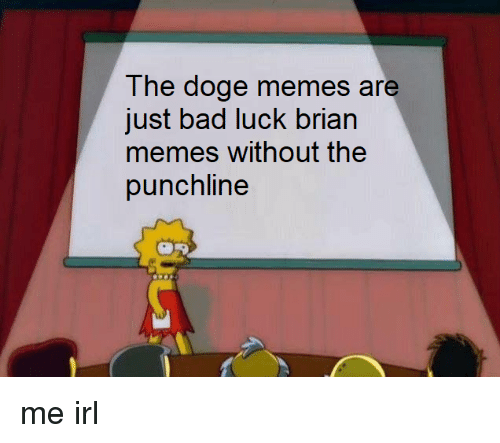 The doge memes are
just bad luck brian
memes without the
punchline
me irl